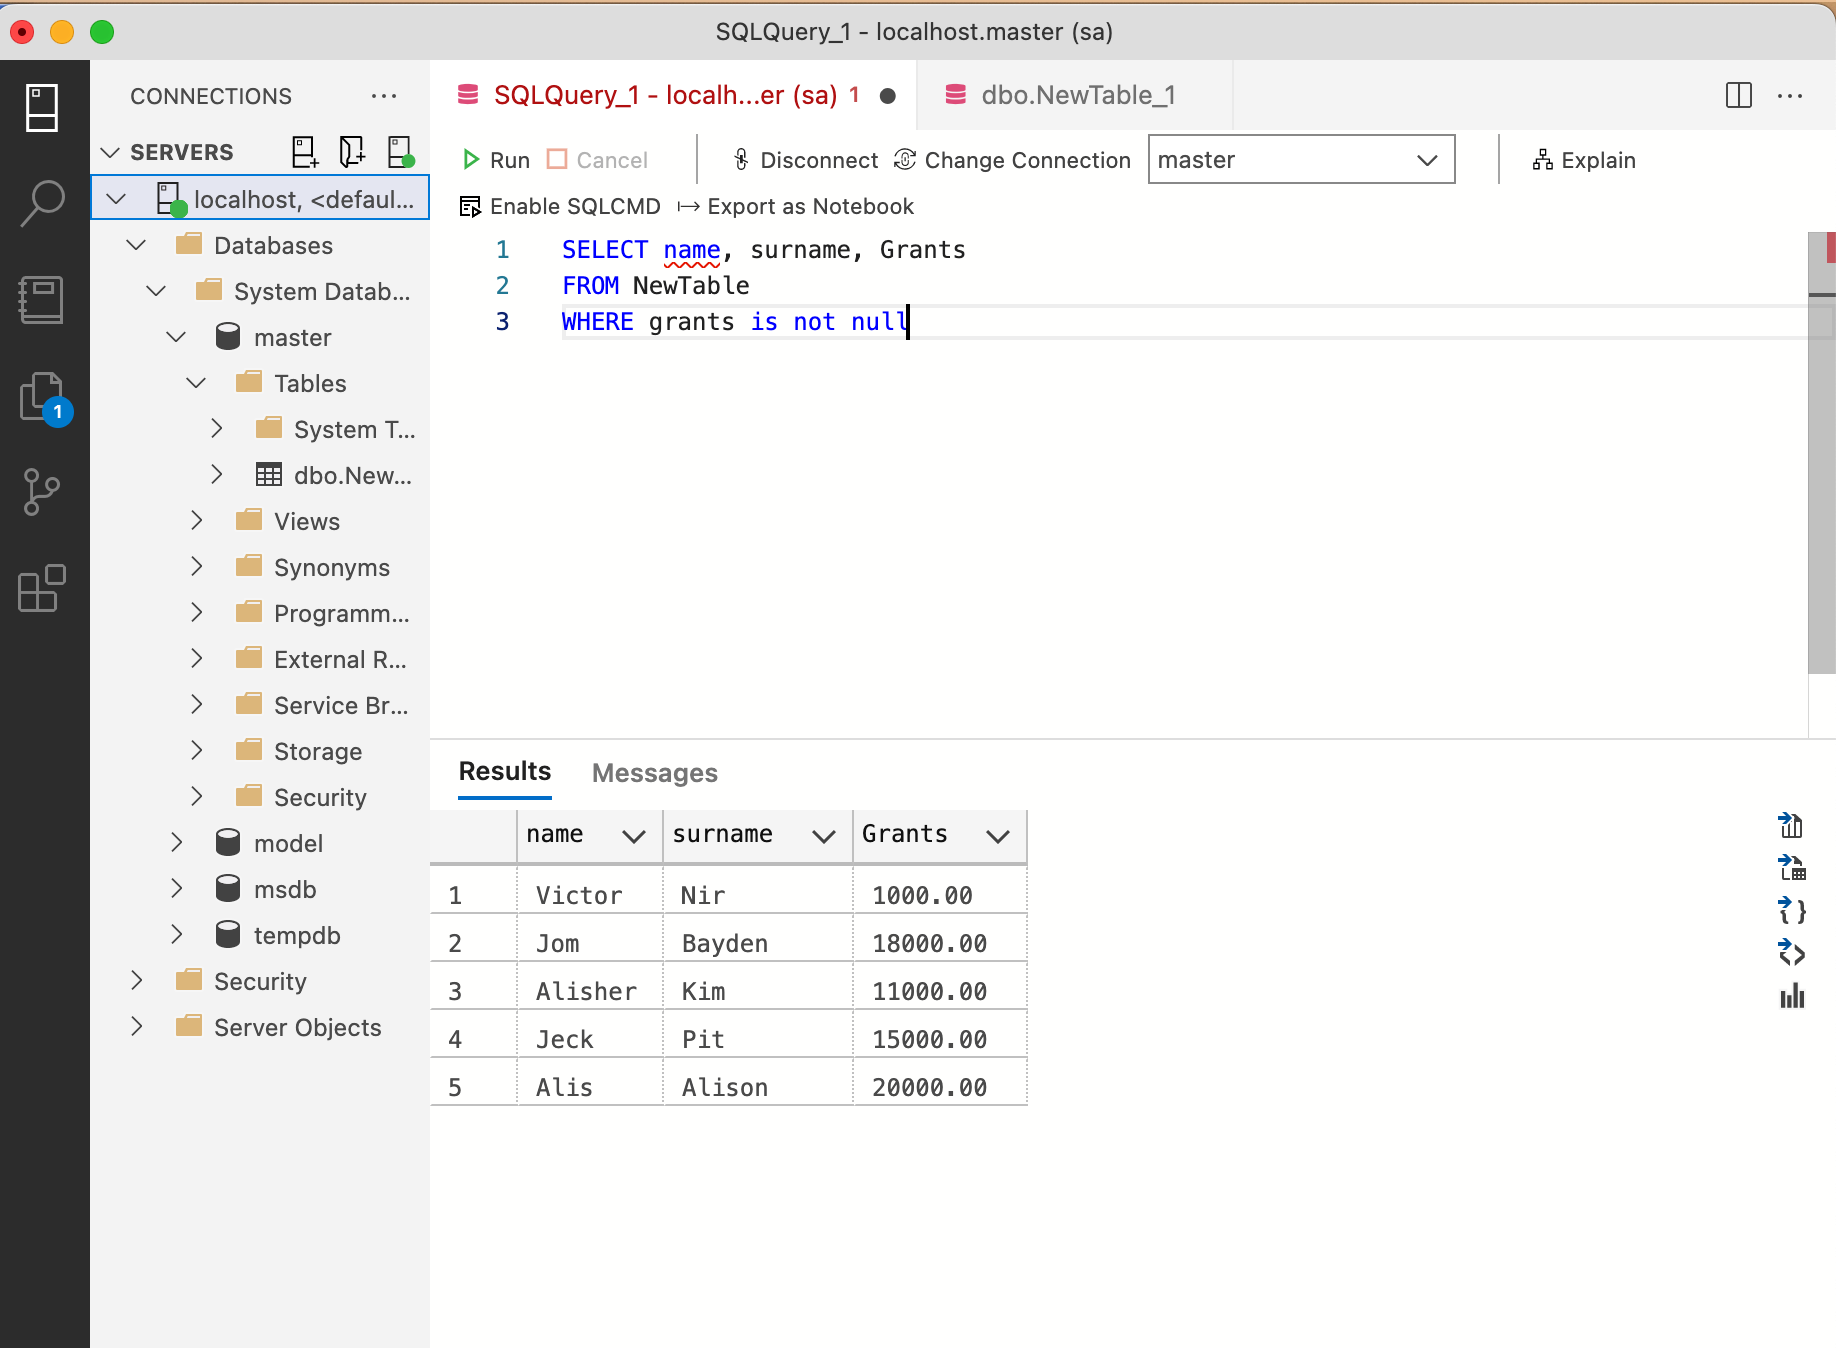 SQLQuery_1 - localhost.master (sa)
CONNECTIONS
SERVERS
localhost, <defaul...
Databases
System Datab...
master
Tables
System T...
dbo.New...
Views
Synonyms
Programm...
External R...
Service Br...
Storage
Security
model
msdb
tempdb
Security
Server Objects
1
SQLQuery_1 - localh...er (sa) 1
dbo.NewTable_1
Run Cancel Disconnect Change Connection master Explain
Enable SQLCMD Export as Notebook
1 SELECT name, surname, Grants
2 FROM NewTable
3 WHERE grants is not null
Results Messages
name surname Grants
1 Victor Nir 1000.00
2 Jom Bayden 18000.00
3 Alisher Kim 11000.00
4 Jeck Pit 15000.00
5 Alis Alison 20000.00